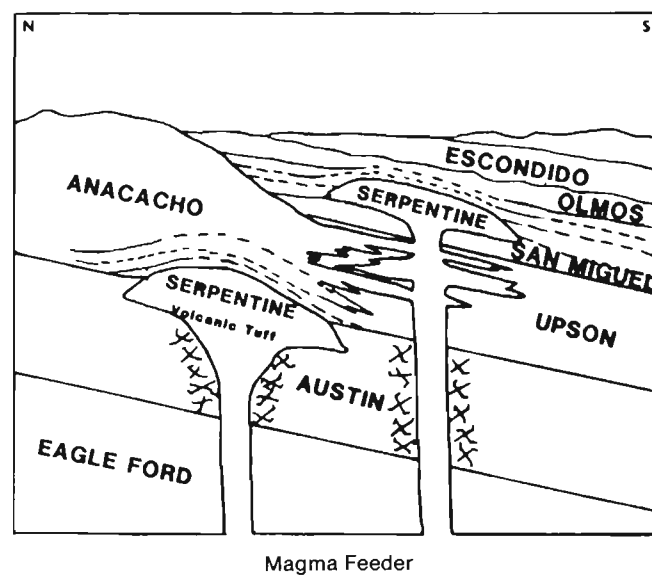 N
S
ESCONDIDO
ANACACHO
SERPENTINE
OLMOS
SAN MIGUEL
SERPENTINE
Volcanic Tuff
UPSON
AUSTIN
EAGLE FORD
Magma Feeder